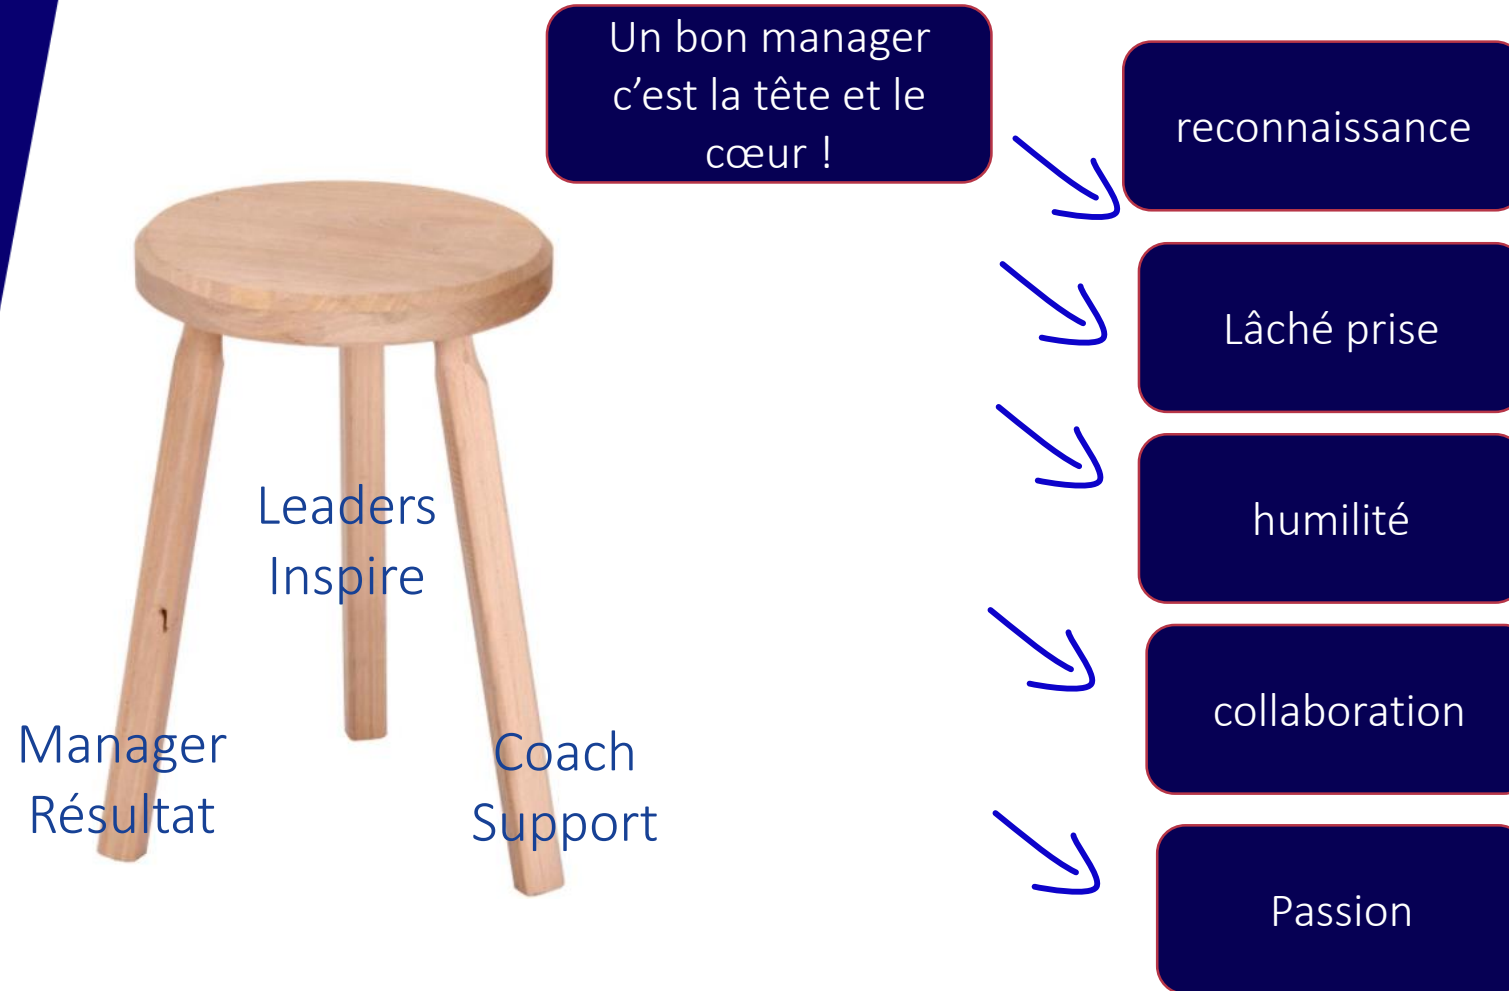 Un bon manager
c’est la tête et le
cœur !
reconnaissance
Lâché prise
humilité
collaboration
Passion
Leaders
Inspire
Manager
Résultat
Coach
Support